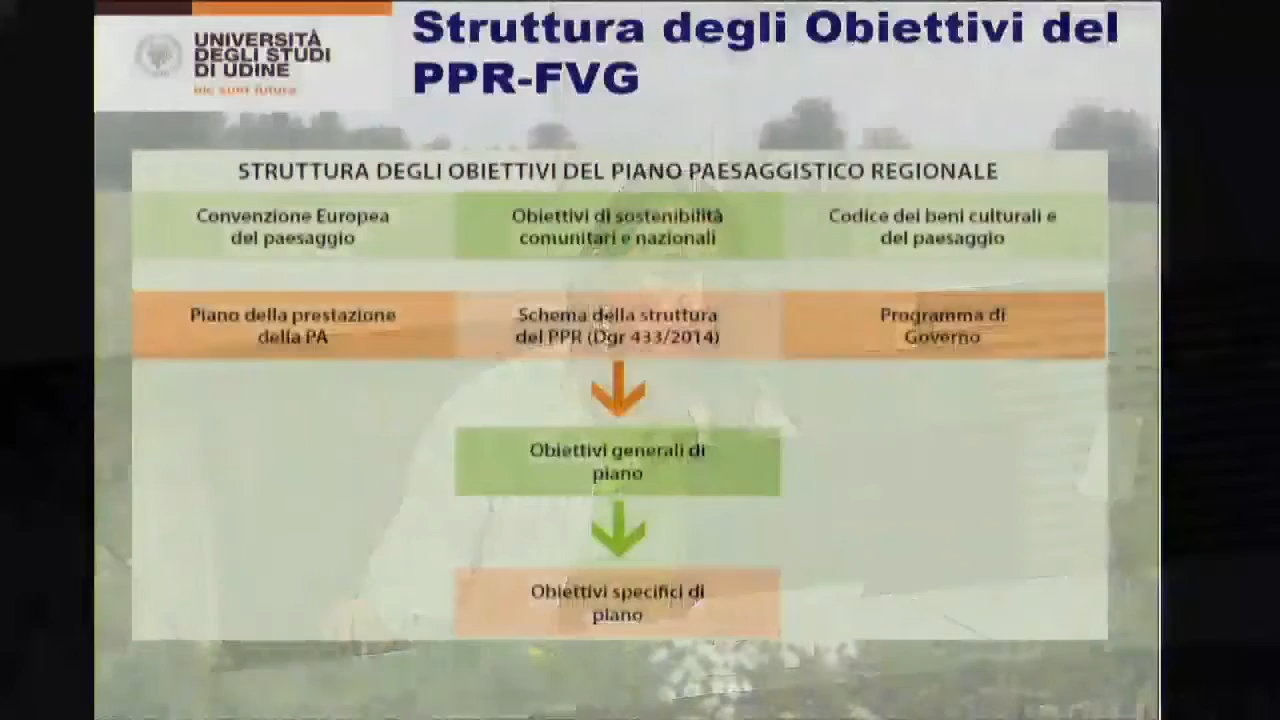 UNIVERSITÀ
DEGLI STUDI
DI UDINE
hic sunt futura
Struttura degli Obiettivi del
PPR-FVG
STRUTTURA DEGLI OBIETTIVI DEL PIANO PAESAGGISTICO REGIONALE
Convenzione Europea
del paesaggio
Obiettivi di sostenibilità
comunitari e nazionali
Codice dei beni culturali e
del paesaggio
Piano della prestazione
della PA
Schema della struttura
del PPR (Dgr 433/2014)
Programma di
Governo
Obiettivi generali di
piano
Obiettivi specifici di
piano